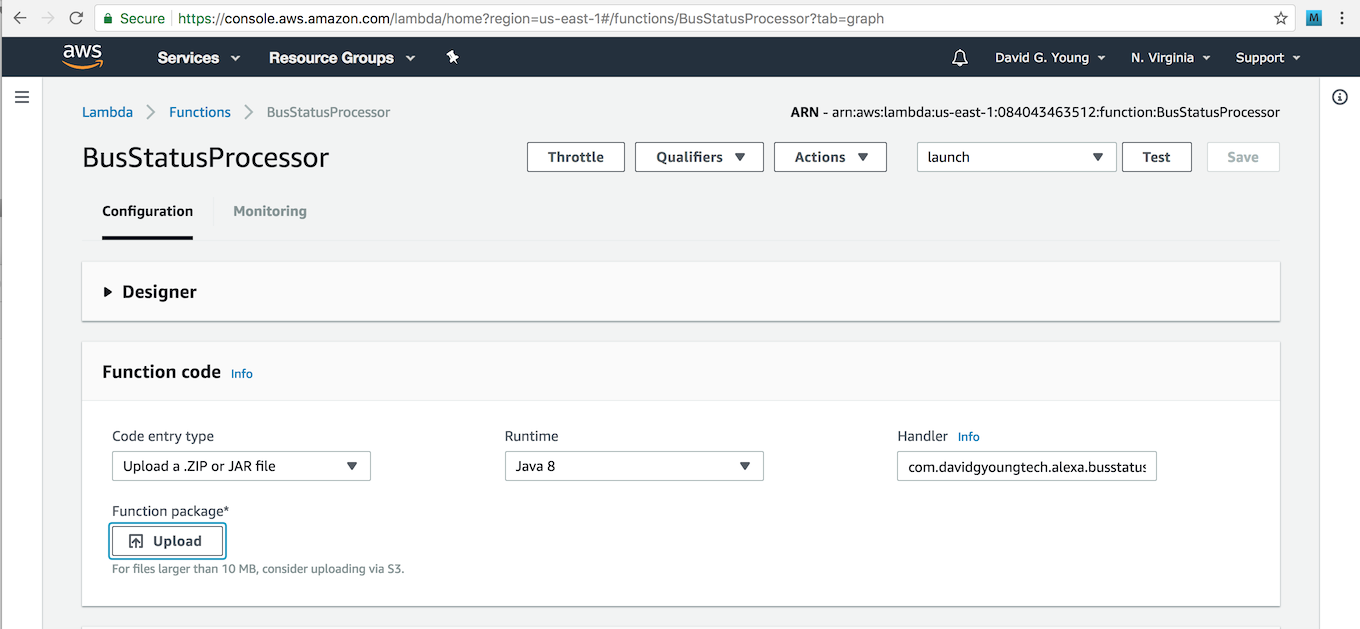 Secure https://console.aws.amazon.com/lambda/home?region=us-east-1#/functions/BusStatusProcessor?tab=graph M
aws Services Resource Groups David G. Young N. Virginia Support
Lambda Functions BusStatusProcessor ARN - arn:aws:lambda:us-east-1:084043463512:function:BusStatusProcessor
BusStatusProcessor Throttle Qualifiers Actions launch Test Save
Configuration Monitoring
Designer
Function code Info
Code entry type Runtime Handler Info
Upload a .ZIP or JAR file Java 8 com.davidgyoungtech.alexa.busstatus
Function package*
Upload
For files larger than 10 MB, consider uploading via S3.